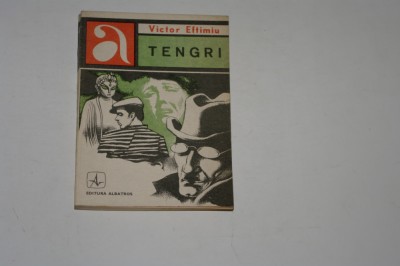 a
Victor Eftimiu
TENGRI
EDITURA ALBATROS